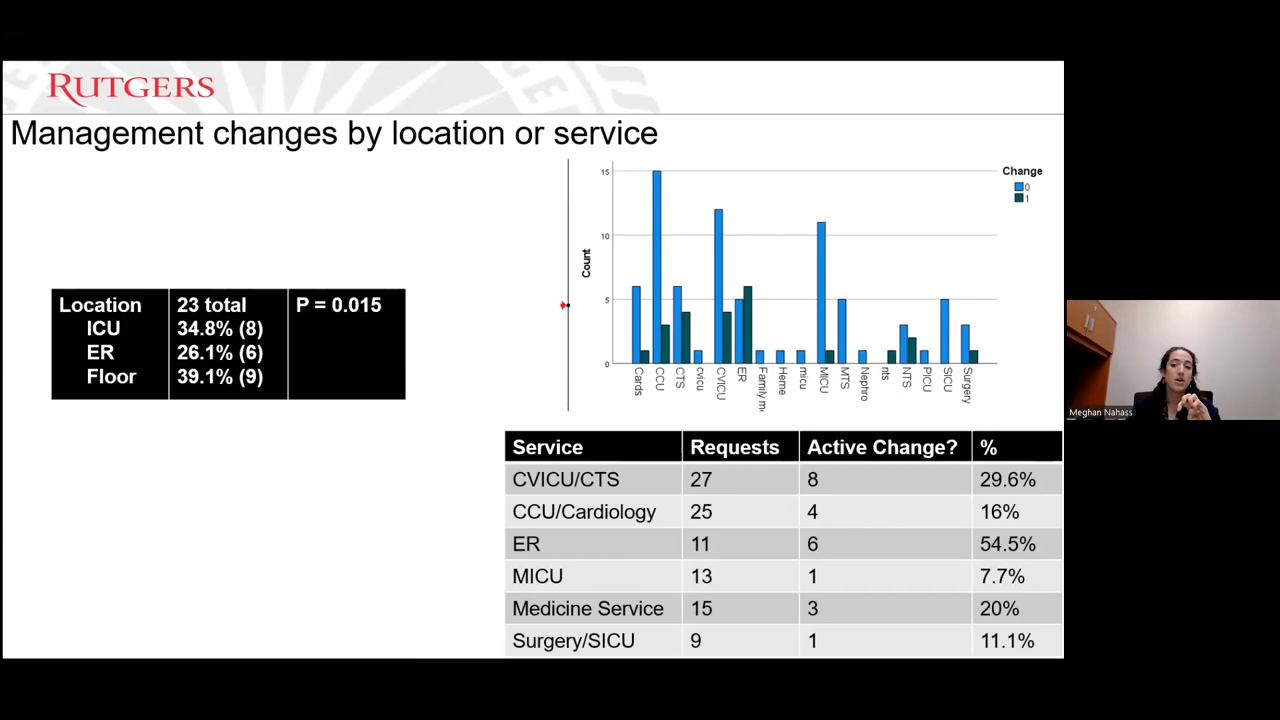 RUTGERS
Management changes by location or service
Location 23 total P = 0.015
ICU 34.8% (8)
ER 26.1% (6)
Floor 39.1% (9)
Change
0
1
15
10
5
0
Count
Cards
CCU
CTS
cvicu
CVICU
ER
Family m
Heme
micu
MICU
MTS
Nephro
nts
NTS
PICU
SICU
Surgery
Service Requests Active Change? %
CVICU/CTS 27 8 29.6%
CCU/Cardiology 25 4 16%
ER 11 6 54.5%
MICU 13 1 7.7%
Medicine Service 15 3 20%
Surgery/SICU 9 1 11.1%
Meghan Nahass